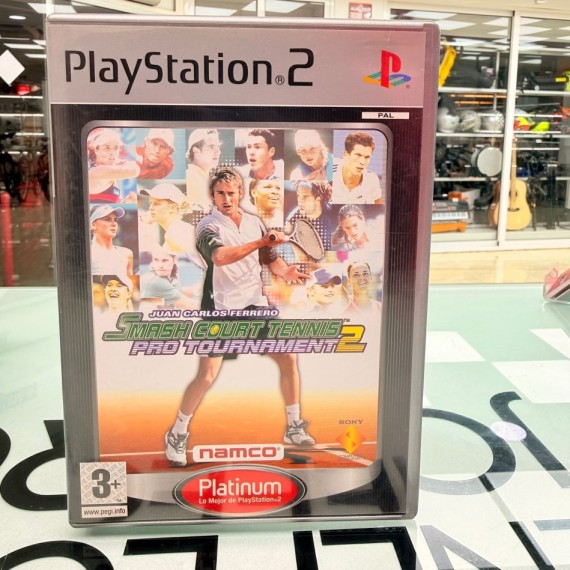 PlayStation®2
PAL
JUAN CARLOS FERRERO
SMASH COURT TENNIS™
PRO TOURNAMENT 2
SONY
namco®
3+
www.pegi.info
Platinum
Lo Mejor de PlayStation®2